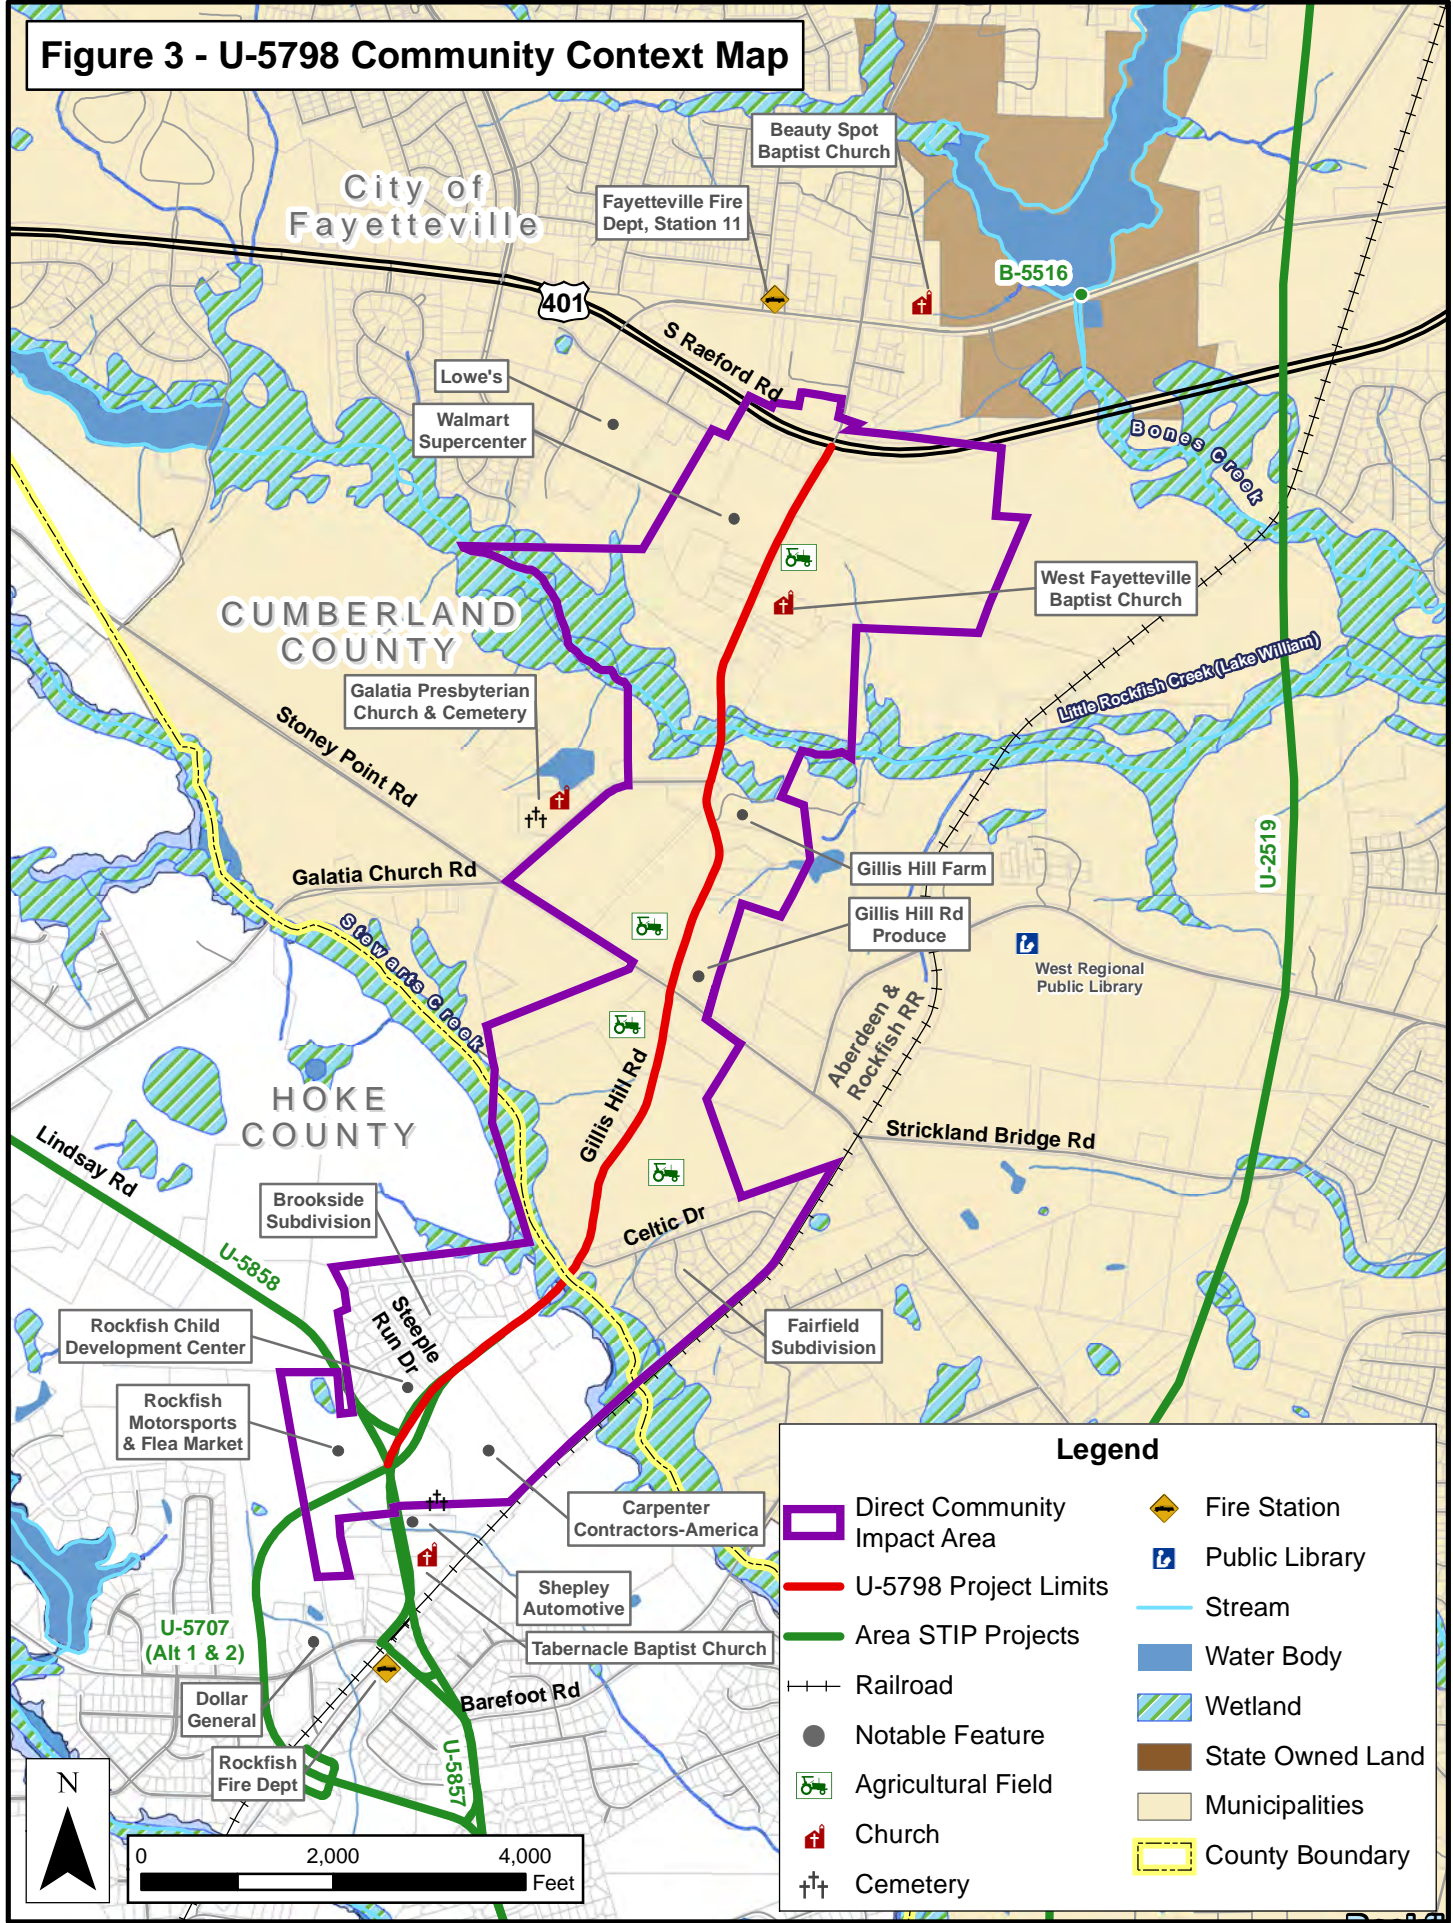 Figure 3 - U-5798 Community Context Map
Beauty Spot
Baptist Church
City of
Fayetteville
Fayetteville Fire
Dept, Station 11
B-5516
401
S Raeford Rd
Lowe's
Walmart
Supercenter
Bones Creek
West Fayetteville
Baptist Church
CUMBERLAND
COUNTY
Little Rockfish Creek (Lake William)
Galatia Presbyterian
Church & Cemetery
Stoney Point Rd
U-2519
Gillis Hill Farm
Galatia Church Rd
Gillis Hill Rd
Produce
Stewarts Creek
West Regional
Public Library
Aberdeen &
Rockfish RR
HOKE
COUNTY
Gillis Hill Rd
Lindsay Rd
Strickland Bridge Rd
Brookside
Subdivision
Celtic Dr
U-5858
Steeple
Run Dr
Rockfish Child
Development Center
Fairfield
Subdivision
Rockfish
Motorsports
& Flea Market
Carpenter
Contractors-America
Shepley
Automotive
U-5707
(Alt 1 & 2)
Tabernacle Baptist Church
Dollar
General
Barefoot Rd
Rockfish
Fire Dept
U-5857
N
0
2,000
4,000
Feet
Legend
Direct Community
Impact Area
U-5798 Project Limits
Area STIP Projects
Railroad
Notable Feature
Agricultural Field
Church
Cemetery
Fire Station
Public Library
Stream
Water Body
Wetland
State Owned Land
Municipalities
County Boundary